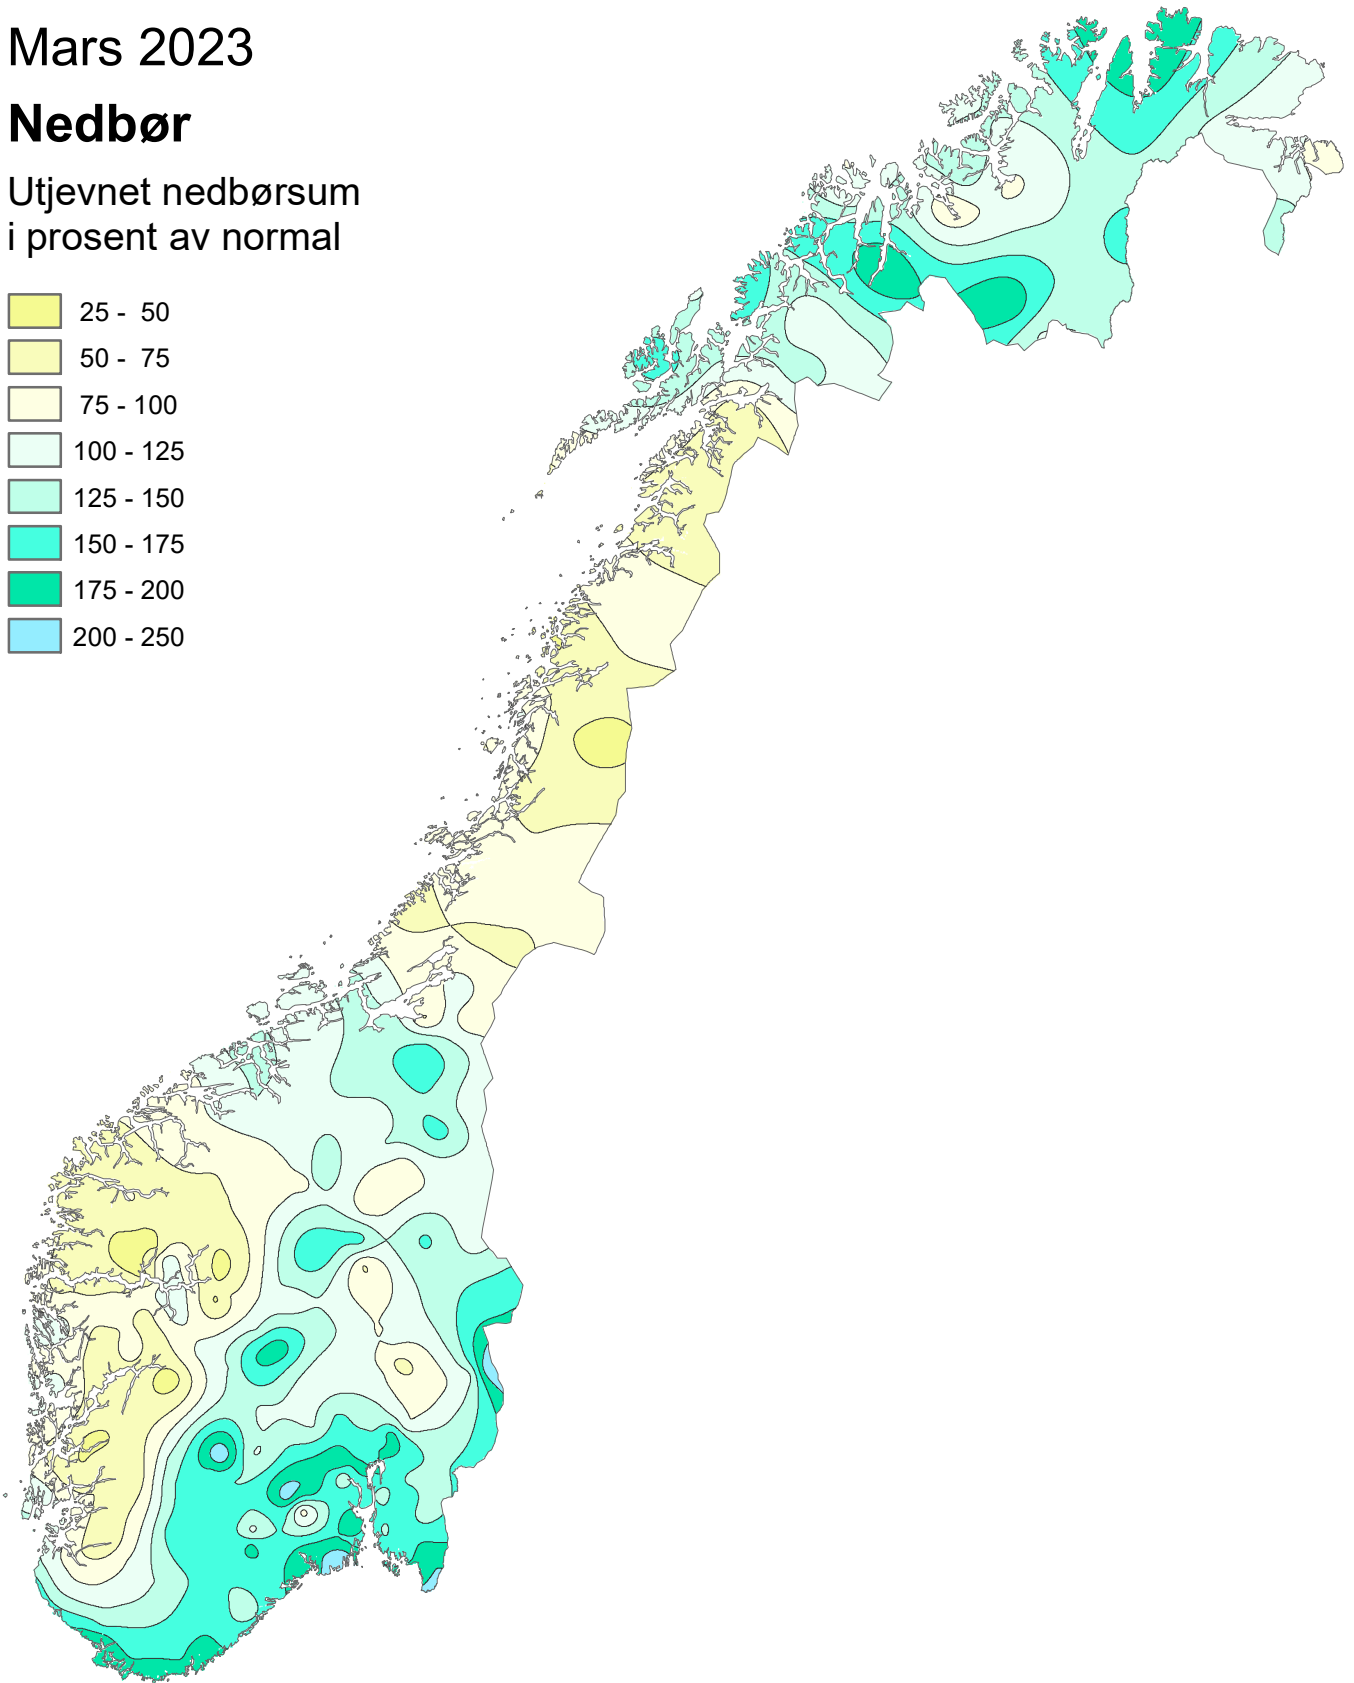 Mars 2023
Nedbør
Utjevnet nedbørsum
i prosent av normal
25 - 50
50 - 75
75 - 100
100 - 125
125 - 150
150 - 175
175 - 200
200 - 250